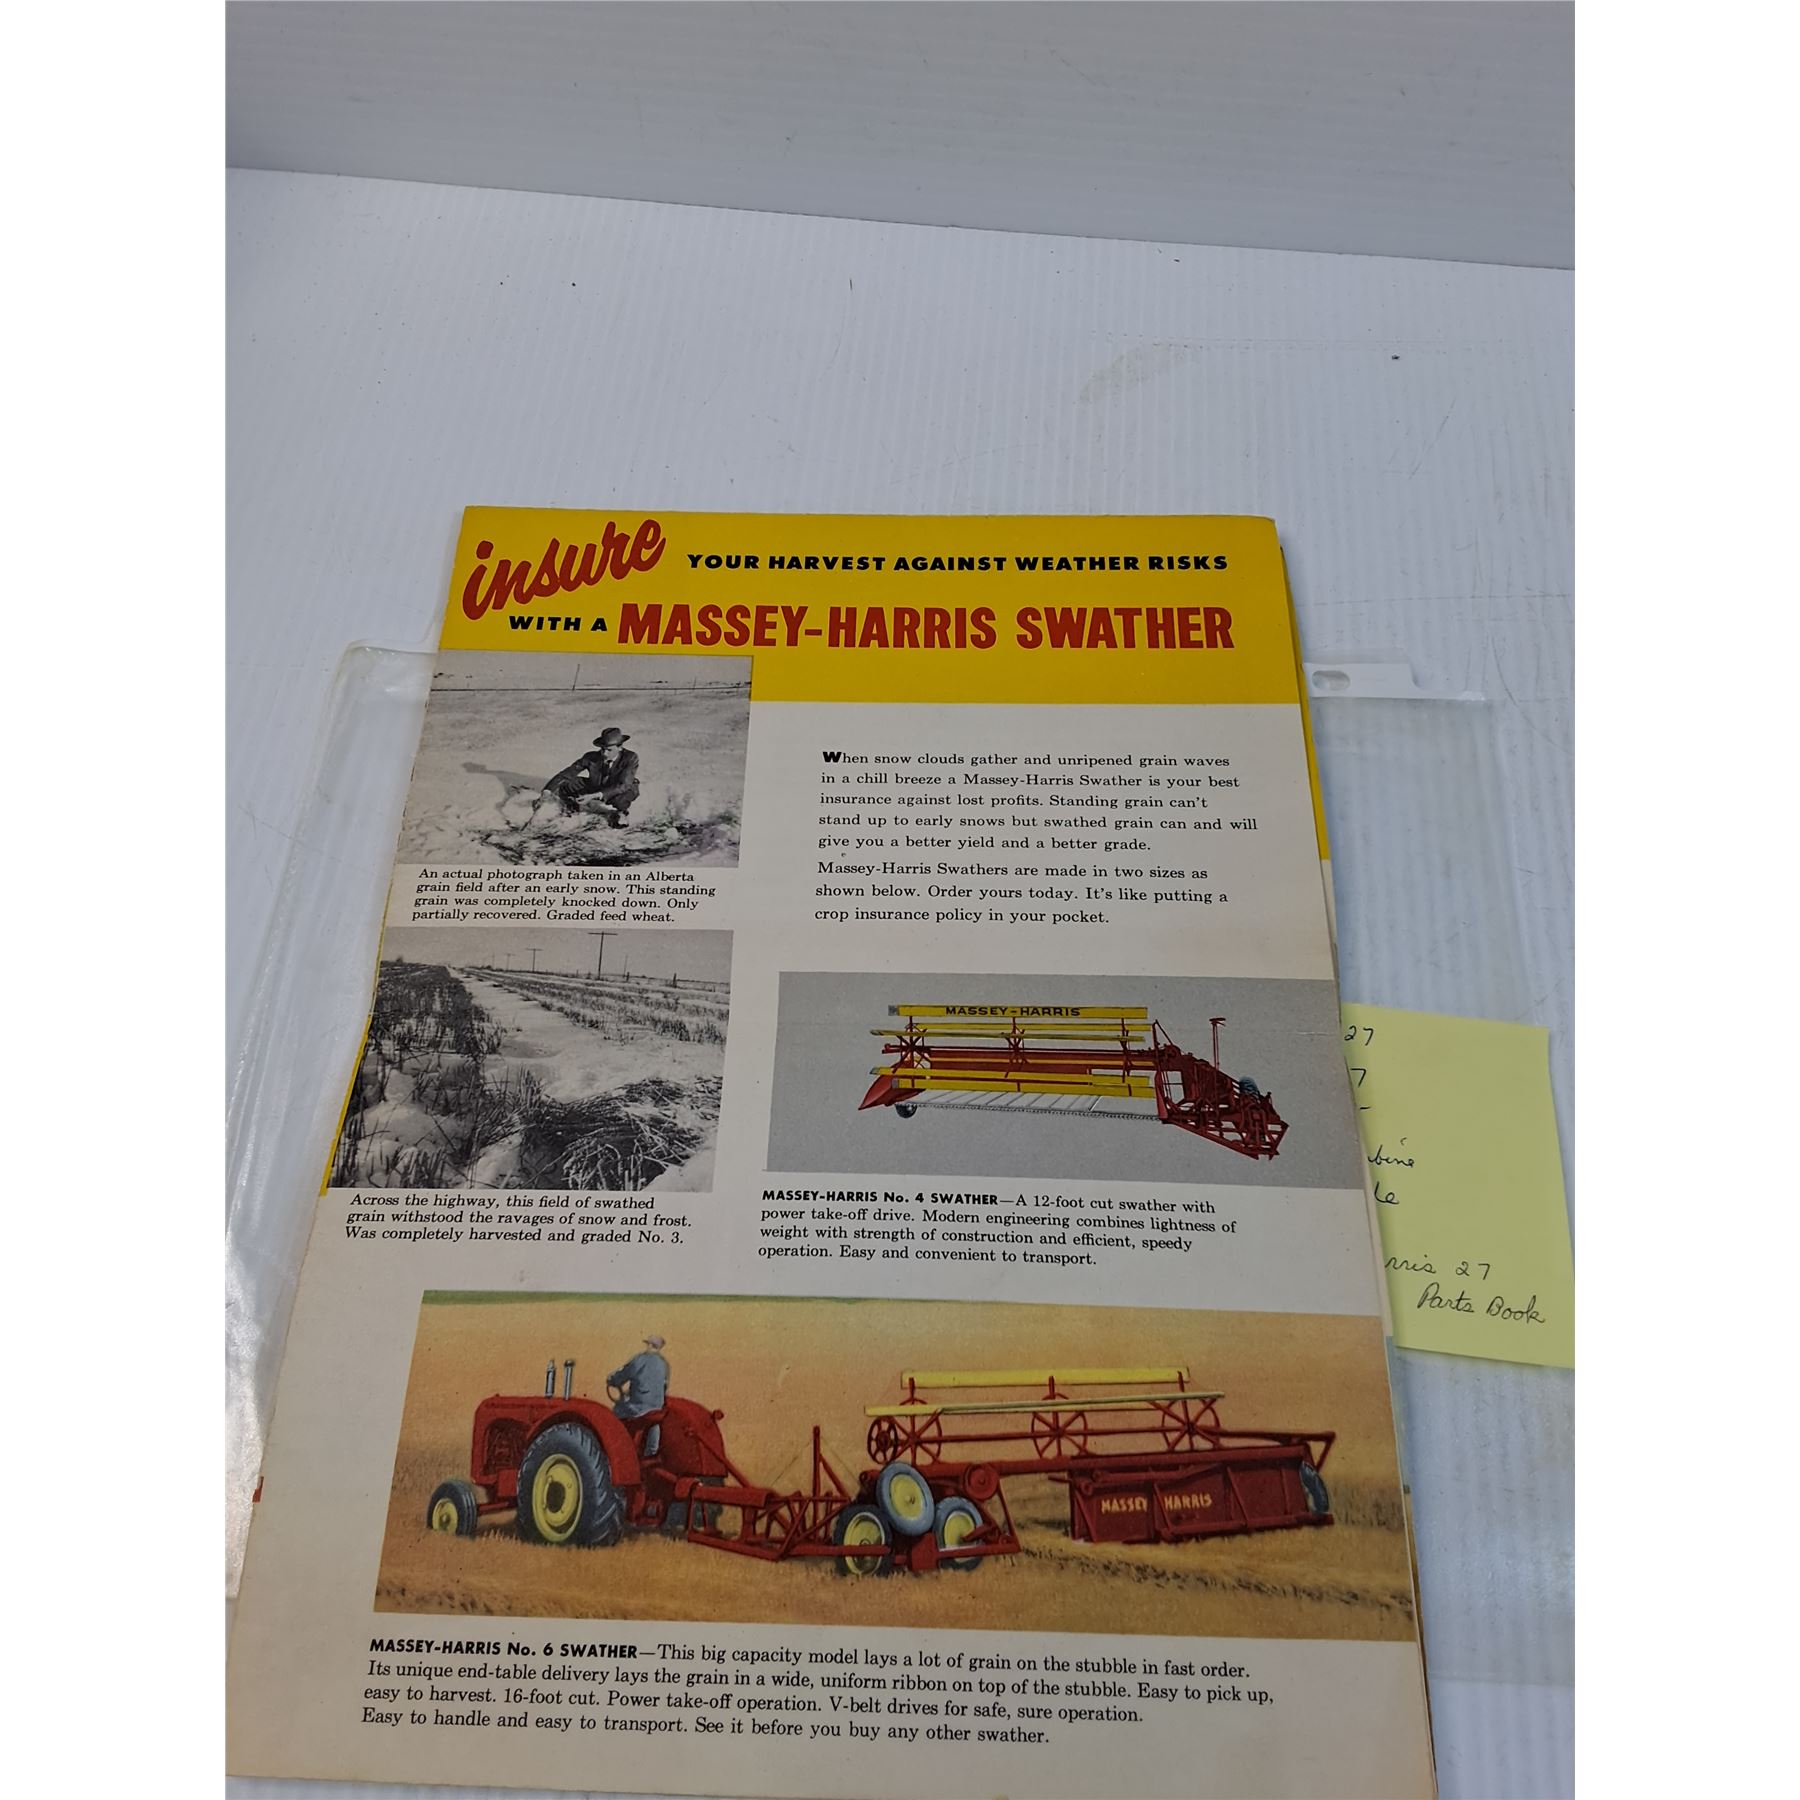 insure YOUR HARVEST AGAINST WEATHER RISKS
WITH A MASSEY-HARRIS SWATHER
An actual photograph taken in an Alberta
grain field after an early snow. This standing
grain was completely knocked down. Only
partially recovered. Graded feed wheat.
Across the highway, this field of swathed
grain withstood the ravages of snow and frost.
Was completely harvested and graded No. 3.
When snow clouds gather and unripened grain waves
in a chill breeze a Massey-Harris Swather is your best
insurance against lost profits. Standing grain can't
stand up to early snows but swathed grain can and will
give you a better yield and a better grade.
Massey-Harris Swathers are made in two sizes as
shown below. Order yours today. It's like putting a
crop insurance policy in your pocket.
MASSEY-HARRIS
MASSEY-HARRIS No. 4 SWATHER—A 12-foot cut swather with
power take-off drive. Modern engineering combines lightness of
weight with strength of construction and efficient, speedy
operation. Easy and convenient to transport.
MASSEY HARRIS
MASSEY-HARRIS No. 6 SWATHER—This big capacity model lays a lot of grain on the stubble in fast order.
Its unique end-table delivery lays the grain in a wide, uniform ribbon on top of the stubble. Easy to pick up,
easy to harvest. 16-foot cut. Power take-off operation. V-belt drives for safe, sure operation.
Easy to handle and easy to transport. See it before you buy any other swather.
27
7
bine
le
rris 27
Parts Book